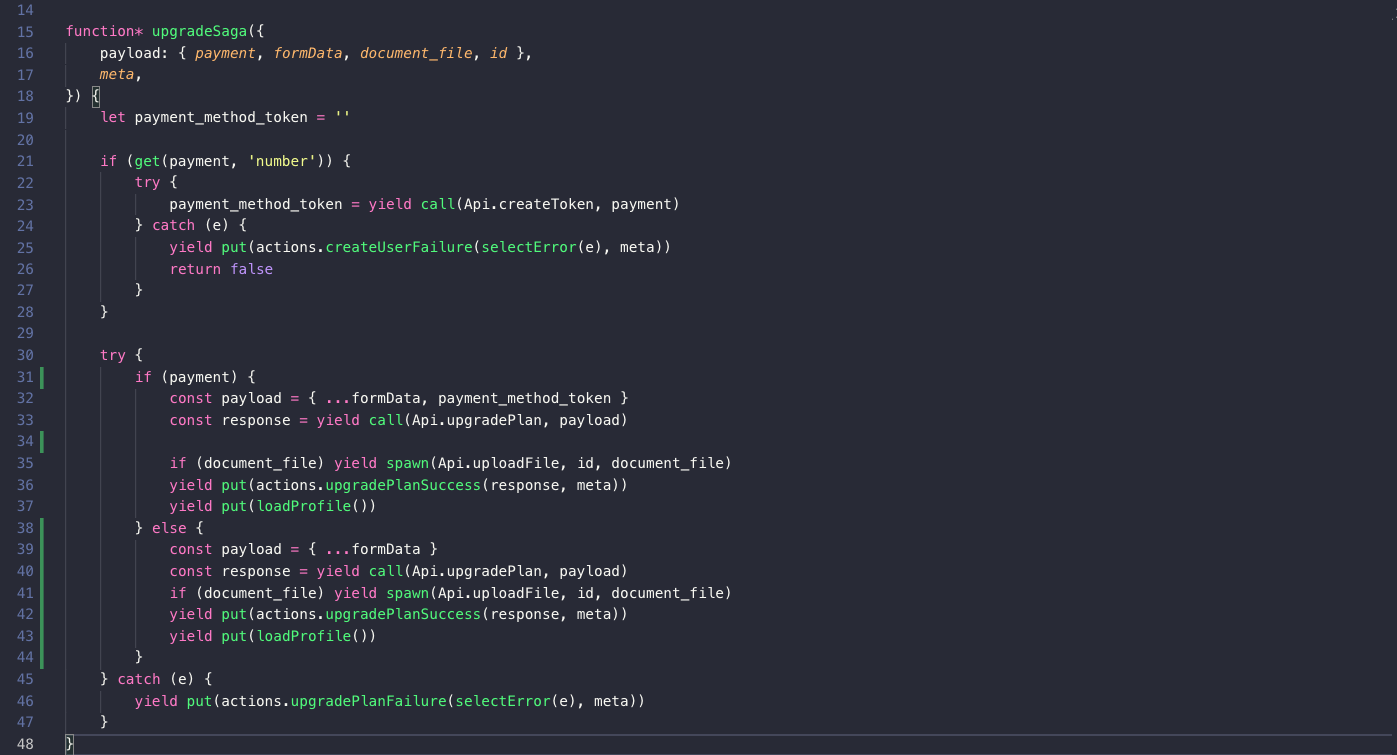 14
15 function* upgradeSaga({
16     payload: { payment, formData, document_file, id },
17     meta,
18 }) {
19     let payment_method_token = ''
20
21     if (get(payment, 'number')) {
22         try {
23             payment_method_token = yield call(Api.createToken, payment)
24         } catch (e) {
25             yield put(actions.createUserFailure(selectError(e), meta))
26             return false
27         }
28     }
29
30     try {
31         if (payment) {
32             const payload = { ...formData, payment_method_token }
33             const response = yield call(Api.upgradePlan, payload)
34
35             if (document_file) yield spawn(Api.uploadFile, id, document_file)
36             yield put(actions.upgradePlanSuccess(response, meta))
37             yield put(loadProfile())
38         } else {
39             const payload = { ...formData }
40             const response = yield call(Api.upgradePlan, payload)
41             if (document_file) yield spawn(Api.uploadFile, id, document_file)
42             yield put(actions.upgradePlanSuccess(response, meta))
43             yield put(loadProfile())
44         }
45     } catch (e) {
46         yield put(actions.upgradePlanFailure(selectError(e), meta))
47     }
48 }